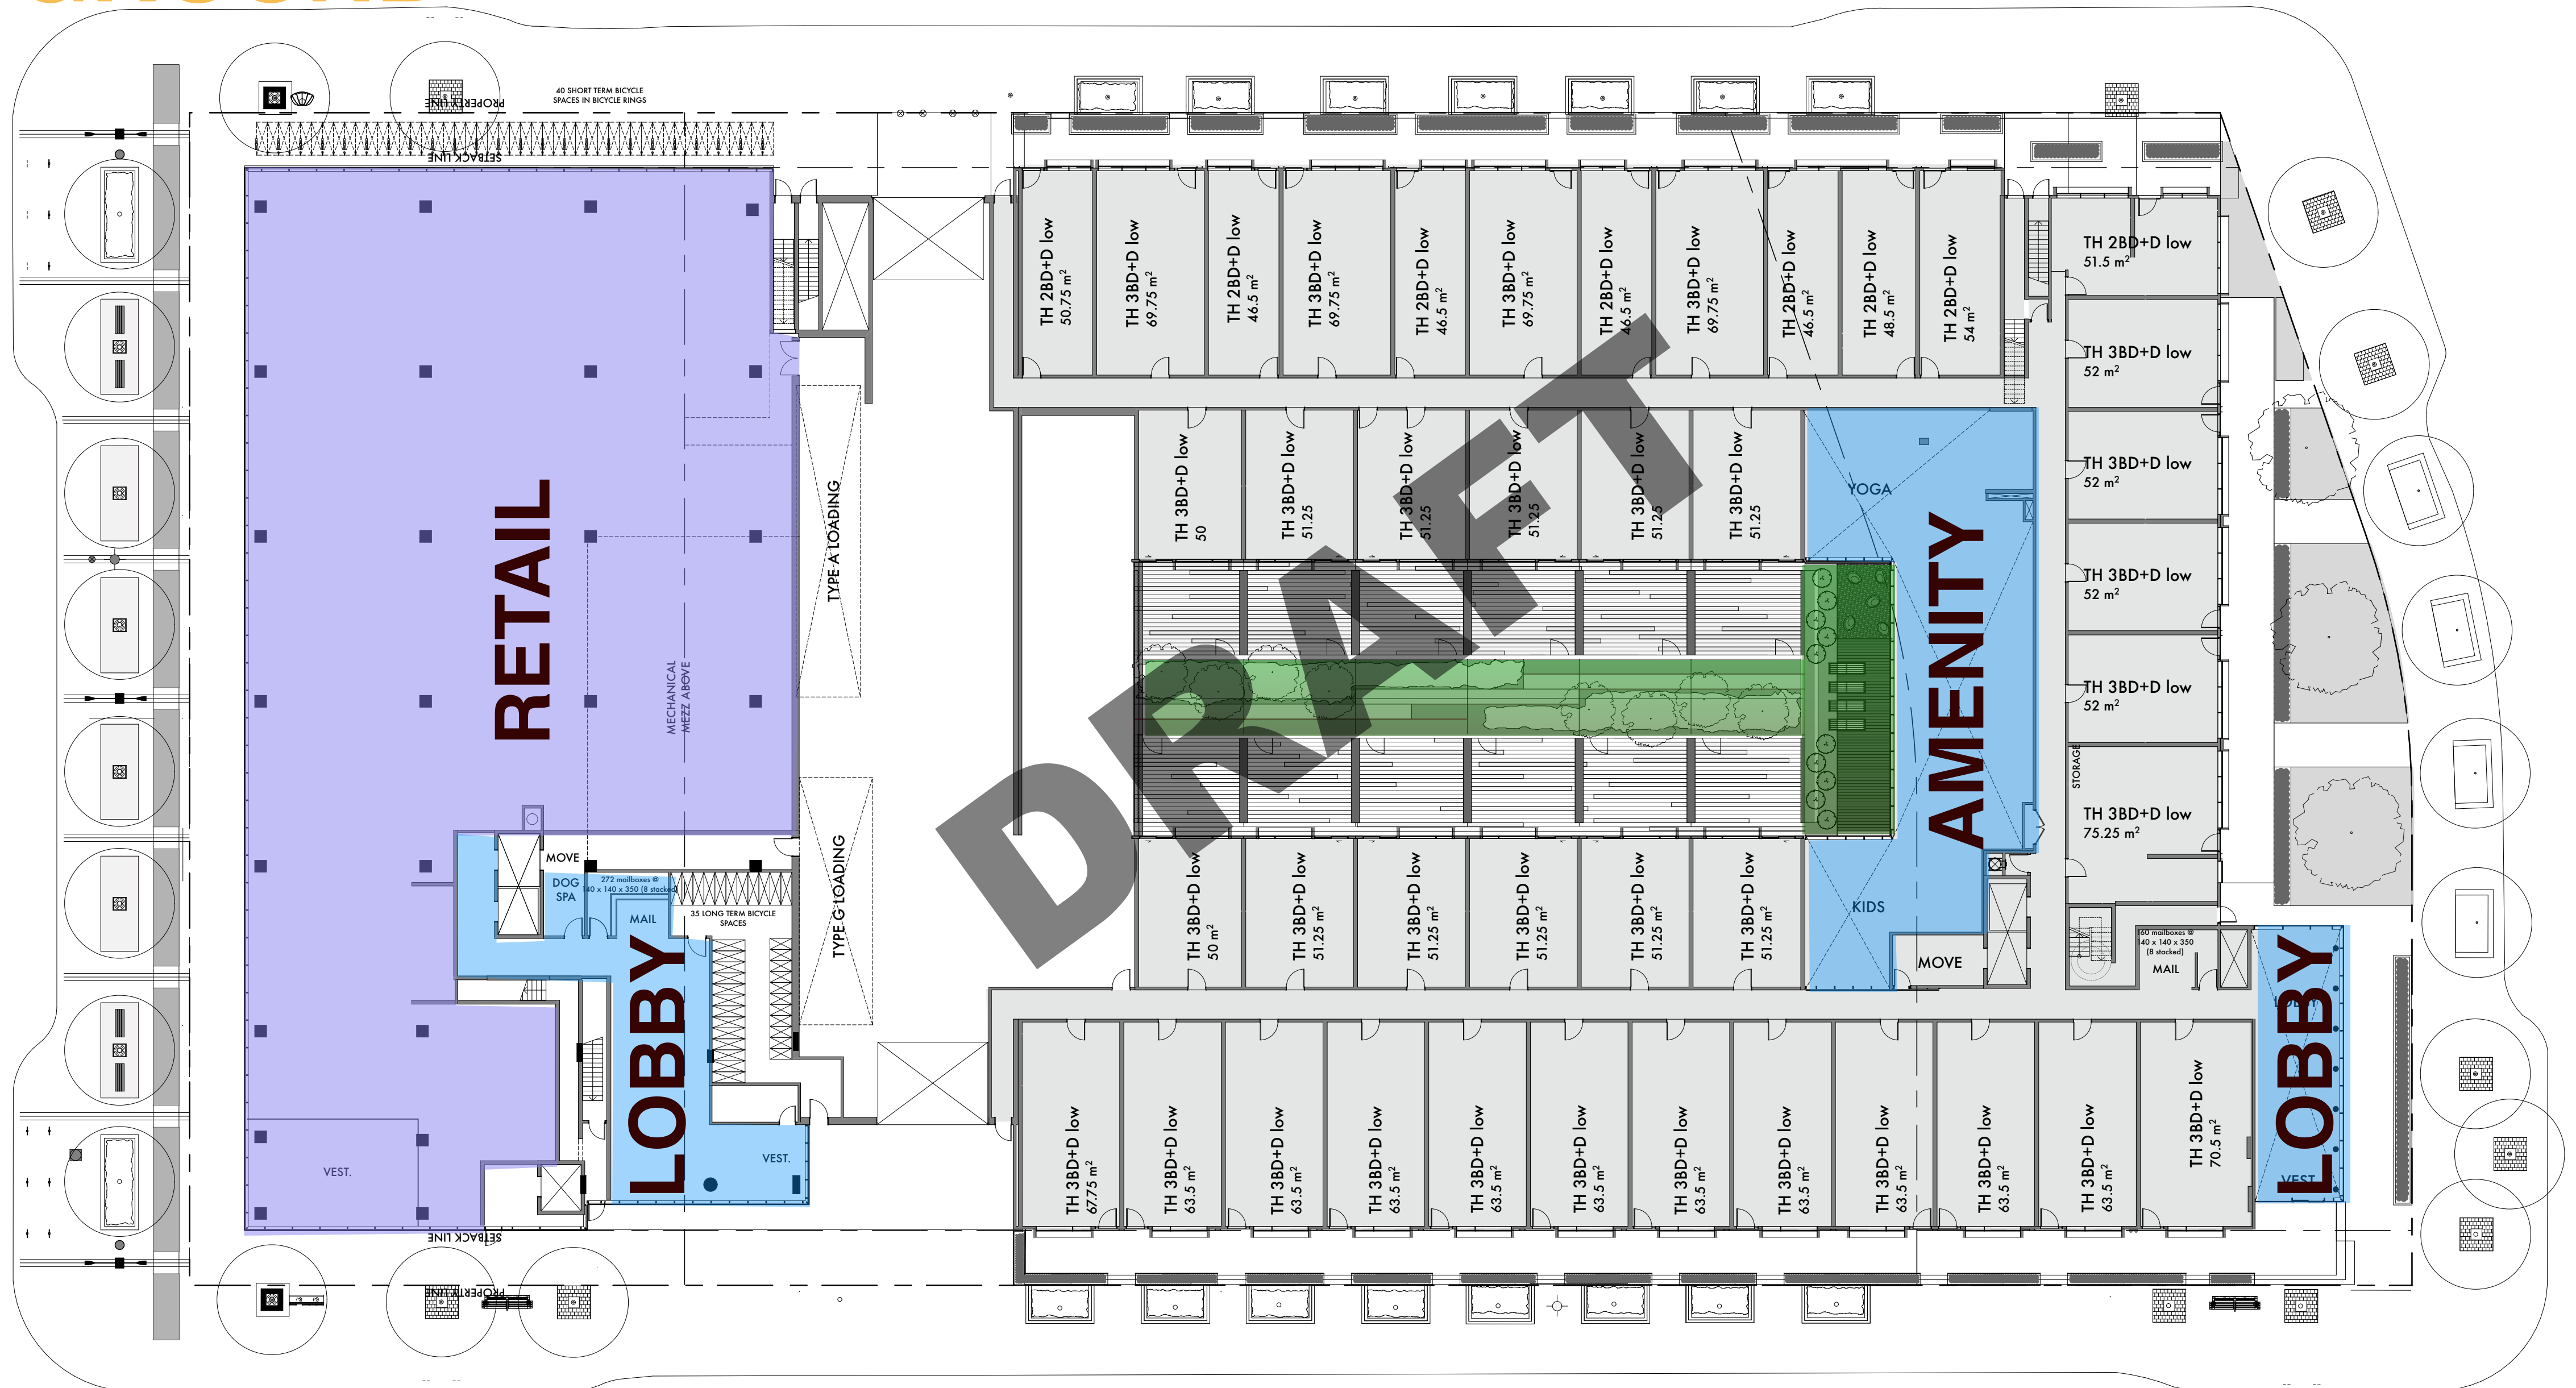 PROPERTY LINE
40 SHORT TERM BICYCLE
SPACES IN BICYCLE RINGS
SETBACK LINE
TH 2BD+D low
50.75 m²
TH 3BD+D low
69.75 m²
TH 2BD+D low
46.5 m²
TH 3BD+D low
69.75 m²
TH 2BD+D low
46.5 m²
TH 3BD+D low
69.75 m²
TH 2BD+D low
46.5 m²
TH 3BD+D low
69.75 m²
TH 2BD+D low
46.5 m²
TH 2BD+D low
48.5 m²
TH 2BD+D low
54 m²
TH 2BD+D low
51.5 m²
TH 3BD+D low
52 m²
TH 3BD+D low
52 m²
TH 3BD+D low
52 m²
TH 3BD+D low
52 m²
STORAGE
TH 3BD+D low
75.25 m²
RETAIL
MECHANICAL
MEZZ ABOVE
TYPE A LOADING
TH 3BD+D low
50
TH 3BD+D low
51.25
TH 3BD+D low
51.25
TH 3BD+D low
51.25
TH 3BD+D low
51.25
TH 3BD+D low
51.25
YOGA
AMENITY
DRAFT
MOVE
DOG
SPA
272 mailboxes @
140 x 140 x 350 (8 stacked)
MAIL
35 LONG TERM BICYCLE
SPACES
TYPE G LOADING
LOBBY
VEST.
VEST.
TH 3BD+D low
50 m²
TH 3BD+D low
51.25 m²
TH 3BD+D low
51.25 m²
TH 3BD+D low
51.25 m²
TH 3BD+D low
51.25 m²
TH 3BD+D low
51.25 m²
KIDS
MOVE
60 mailboxes @
140 x 140 x 350
(8 stacked)
MAIL
LOBBY
LOBBY
VEST.
TH 3BD+D low
67.75 m²
TH 3BD+D low
63.5 m²
TH 3BD+D low
63.5 m²
TH 3BD+D low
63.5 m²
TH 3BD+D low
63.5 m²
TH 3BD+D low
63.5 m²
TH 3BD+D low
63.5 m²
TH 3BD+D low
63.5 m²
TH 3BD+D low
63.5 m²
TH 3BD+D low
63.5 m²
TH 3BD+D low
63.5 m²
TH 3BD+D low
70.5 m²
SETBACK LINE
PROPERTY LINE